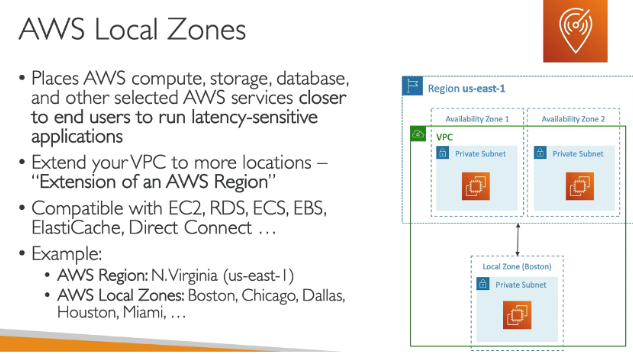 AWS Local Zones
• Places AWS compute, storage, database,
and other selected AWS services closer
to end users to run latency-sensitive
applications
• Extend your VPC to more locations –
“Extension of an AWS Region”
• Compatible with EC2, RDS, ECS, EBS,
ElastiCache, Direct Connect …
• Example:
• AWS Region: N. Virginia (us-east-1)
• AWS Local Zones: Boston, Chicago, Dallas,
Houston, Miami, …
Region us-east-1
Availability Zone 1
Availability Zone 2
VPC
Private Subnet
Private Subnet
Local Zone (Boston)
Private Subnet